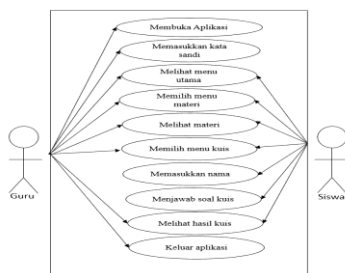 Membuka Aplikasi
Memasukkan kata
sandi
Melihat menu
utama
Memilih menu
materi
Melihat materi
Memilih menu kuis
Memasukkan nama
Menjawab soal kuis
Melihat hasil kuis
Keluar aplikasi
Guru
Siswa